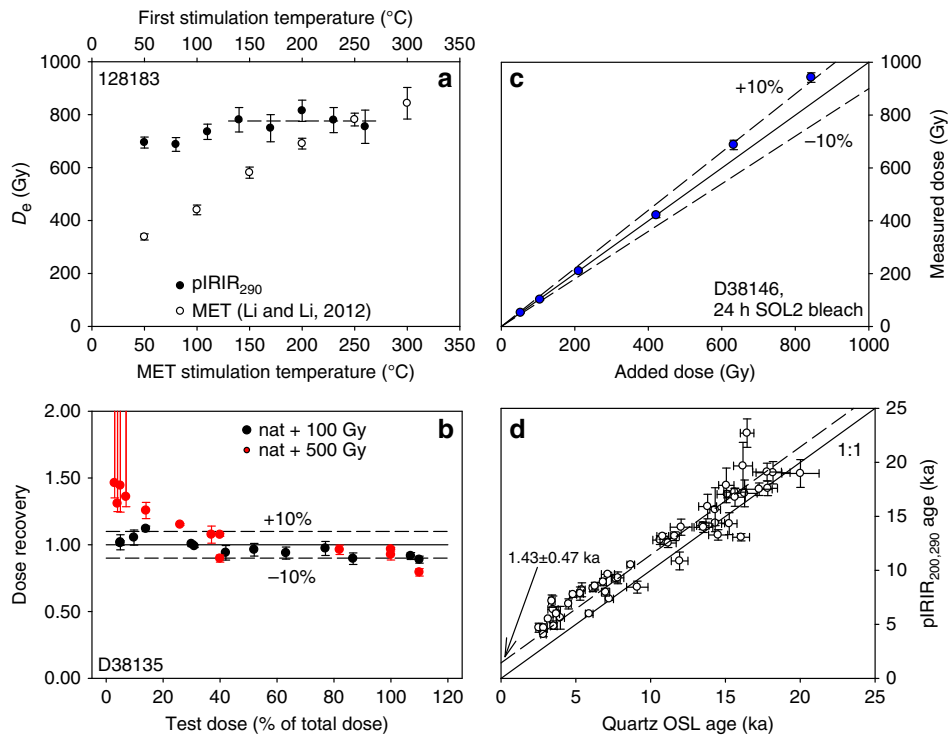 First stimulation temperature (°C)
0 50 100 150 200 250 300 350
128183
a
1000
800
600
400
200
0
De (Gy)
pIRIR290
MET (Li and Li, 2012)
0 50 100 150 200 250 300 350
MET stimulation temperature (°C)
c
+10%
−10%
D38146,
24 h SOL2 bleach
1000
800
600
400
200
0
Measured dose (Gy)
0 200 400 600 800 1000
Added dose (Gy)
2.00
1.50
1.00
0.50
0.00
Dose recovery
b
nat + 100 Gy
nat + 500 Gy
+10%
−10%
D38135
0 20 40 60 80 100 120
Test dose (% of total dose)
d
1:1
1.43±0.47 ka
25
20
15
10
5
0
pIRIR200,290 age (ka)
0 5 10 15 20 25
Quartz OSL age (ka)